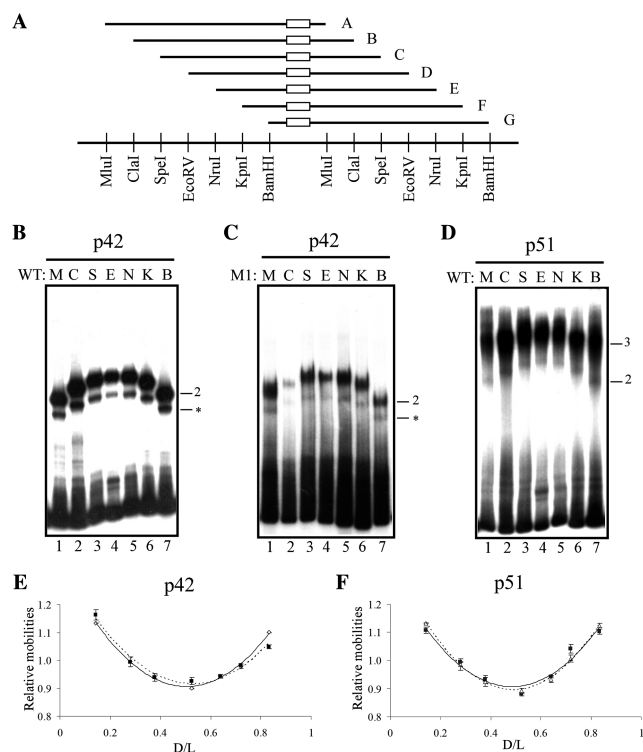 A
A
B
C
D
E
F
G
MluI ClaI SpeI EcoRV NruI KpnI BamHI MluI ClaI SpeI EcoRV NruI KpnI BamHI
B
p42
WT: M C S E N K B
2
*
1 2 3 4 5 6 7
C
p42
M1: M C S E N K B
2
*
1 2 3 4 5 6 7
D
p51
WT: M C S E N K B
3
2
1 2 3 4 5 6 7
E
p42
Relative mobilities
1.2
1.1
1.0
0.9
0.8
0 0.2 0.4 0.6 0.8 1
D/L
F
p51
Relative mobilities
1.2
1.1
1.0
0.9
0.8
0 0.2 0.4 0.6 0.8
D/L